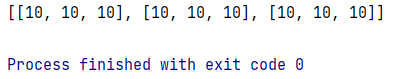 [[10, 10, 10], [10, 10, 10], [10, 10, 10]]
Process finished with exit code 0